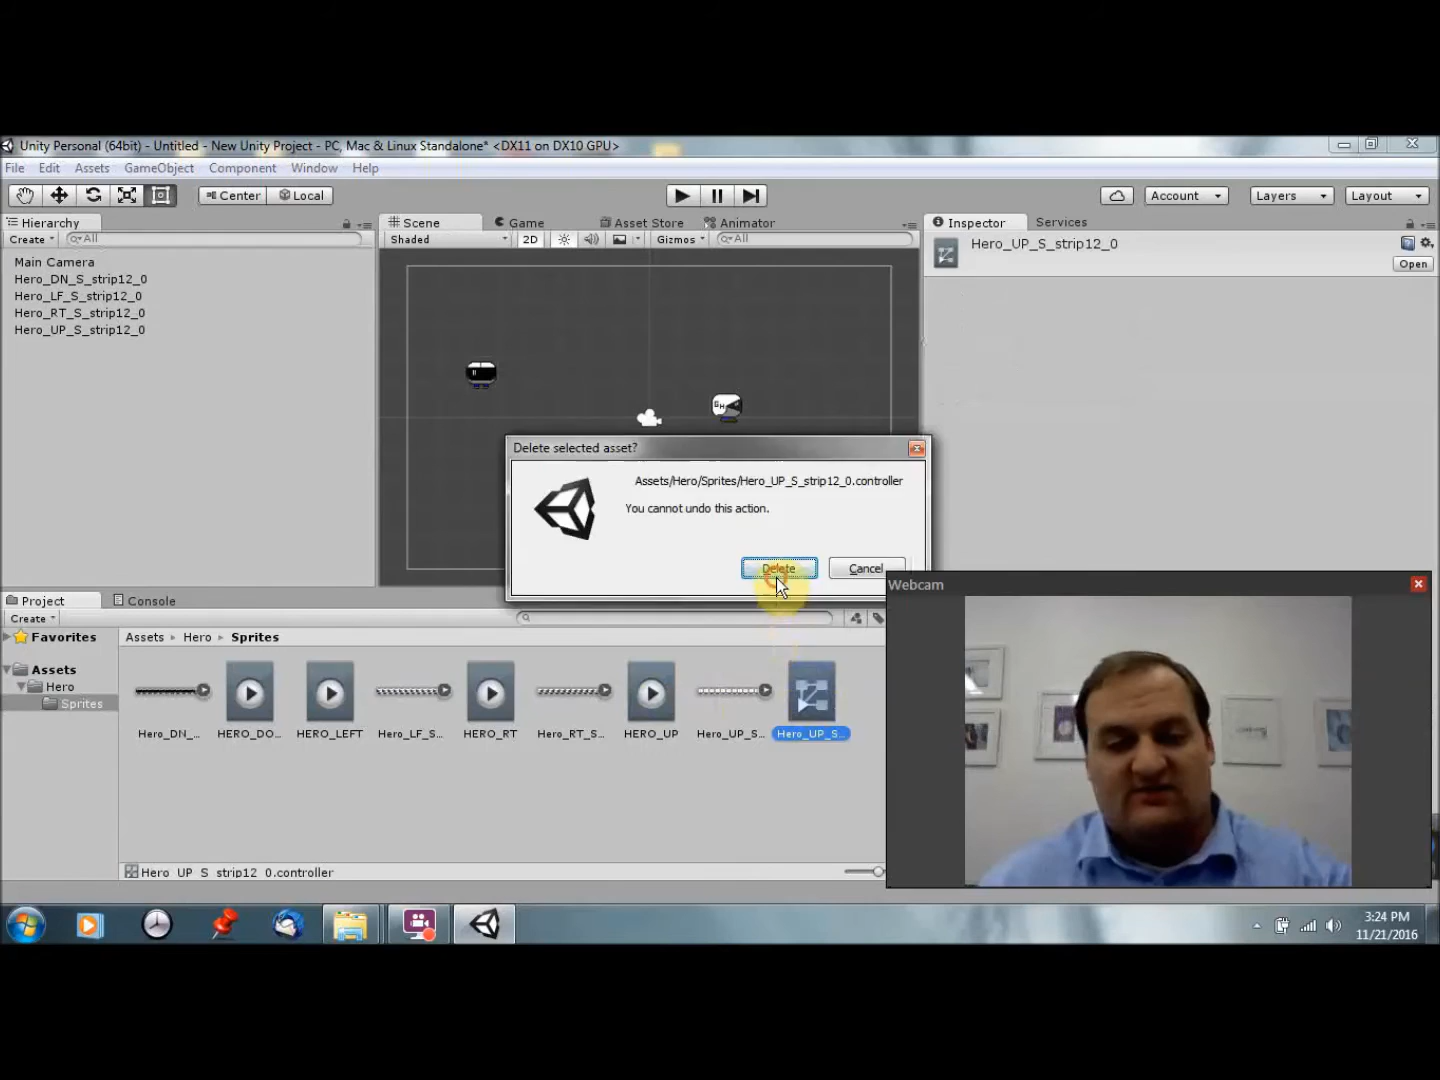 Unity Personal (64bit) - Untitled - New Unity Project - PC, Mac & Linux Standalone* <DX11 on DX10 GPU>
File Edit Assets GameObject Component Window Help
Center Local Account Layers Layout
Hierarchy Scene Game Asset Store Animator Inspector Services
Create All Shaded 2D Gizmos All
Hero_UP_S_strip12_0
Open
Main Camera
Hero_DN_S_strip12_0
Hero_LF_S_strip12_0
Hero_RT_S_strip12_0
Hero_UP_S_strip12_0
Delete selected asset?
Assets/Hero/Sprites/Hero_UP_S_strip12_0.controller
You cannot undo this action.
Delete Cancel
Webcam
Project Console
Create
Favorites
Assets Hero Sprites
Assets
Hero
Sprites
Hero_DN_... HERO_DO... HERO_LEFT Hero_LF_S... HERO_RT Hero_RT_S... HERO_UP Hero_UP_S... Hero_UP_S...
Hero_UP_S_strip12_0.controller
3:24 PM
11/21/2016